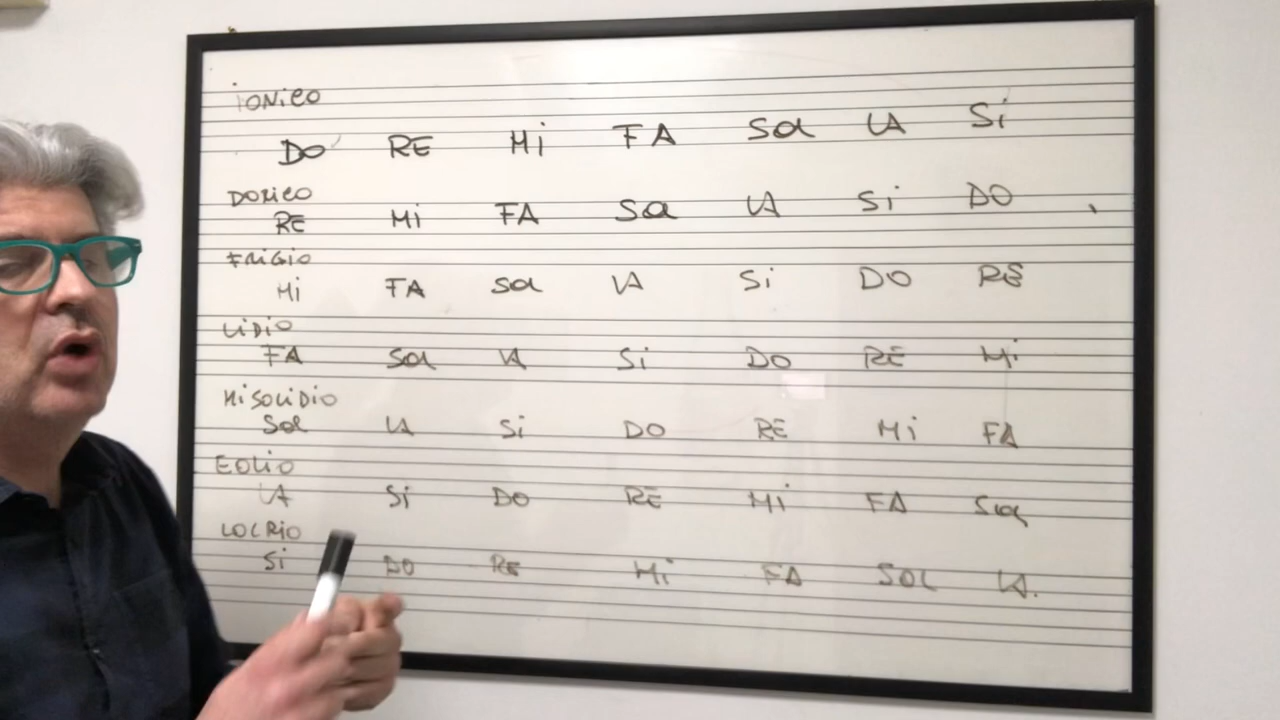 iONiCO
DO RE Mi FA Sol LA Si
DORiCO
RE Mi FA Sol LA Si DO
FRiGiO
Mi FA Sol LA Si DO RE
LiDiO
FA Sol LA Si DO RE Mi
MiSOLiDiO
Sol LA Si DO RE Mi FA
EOLiO
LA Si DO RE Mi FA Sol
LOCRiO
Si DO RE Mi FA SOL LA.